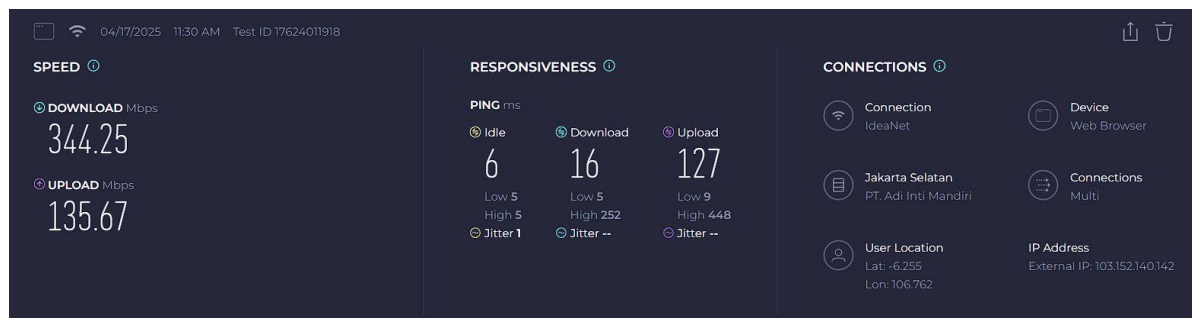 04/17/2025 11:30 AM Test ID 17624011918
SPEED
DOWNLOAD Mbps
344.25
UPLOAD Mbps
135.67
RESPONSIVENESS
PING ms
Idle Download Upload
6 16 127
Low 5 Low 5 Low 9
High 5 High 252 High 448
Jitter 1 Jitter -- Jitter --
CONNECTIONS
Connection
IdeaNet
Device
Web Browser
Jakarta Selatan
PT. Adi Inti Mandiri
Connections
Multi
User Location
Lat: -6.255
Lon: 106.762
IP Address
External IP: 103.152.140.142